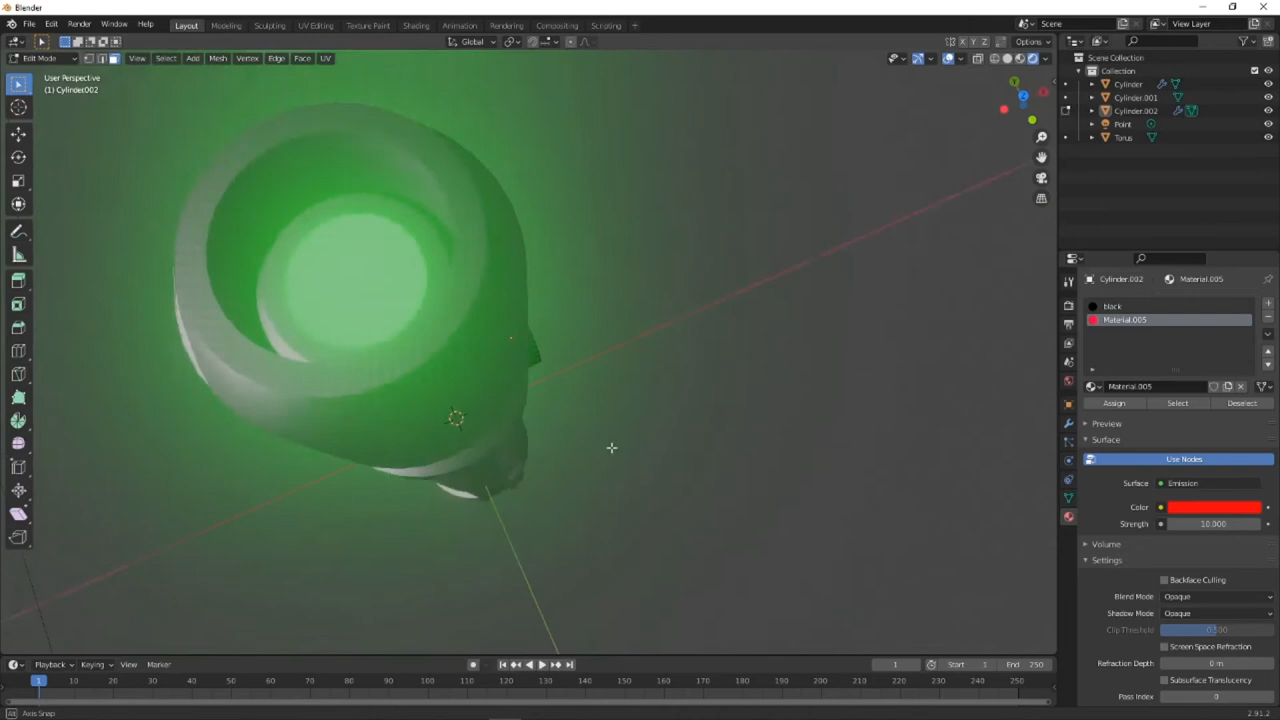 Blender
File Edit Render Window Help Layout Modeling Sculpting UV Editing Texture Paint Shading Animation Rendering Compositing Scripting + Scene View Layer
Global X Y Z Options
Edit Mode View Select Add Mesh Vertex Edge Face UV
User Perspective
(1) Cylinder.002
Scene Collection
Collection
Cylinder
Cylinder.001
Cylinder.002
Point
Torus
Cylinder.002 Material.005
black
Material.005
Material.005
Assign Select Deselect
Preview
Surface
Use Nodes
Surface Emission
Color
Strength 10.000
Volume
Settings
Backface Culling
Blend Mode Opaque
Shadow Mode Opaque
Clip Threshold 0.500
Screen Space Refraction
Refraction Depth 0 m
Subsurface Translucency
Pass Index 0
Playback Keying View Marker 1 Start 1 End 250
1 10 20 30 40 50 60 70 80 90 100 110 120 130 140 150 160 170 180 190 200 210 220 230 240 250
Axis Snap 2.91.2